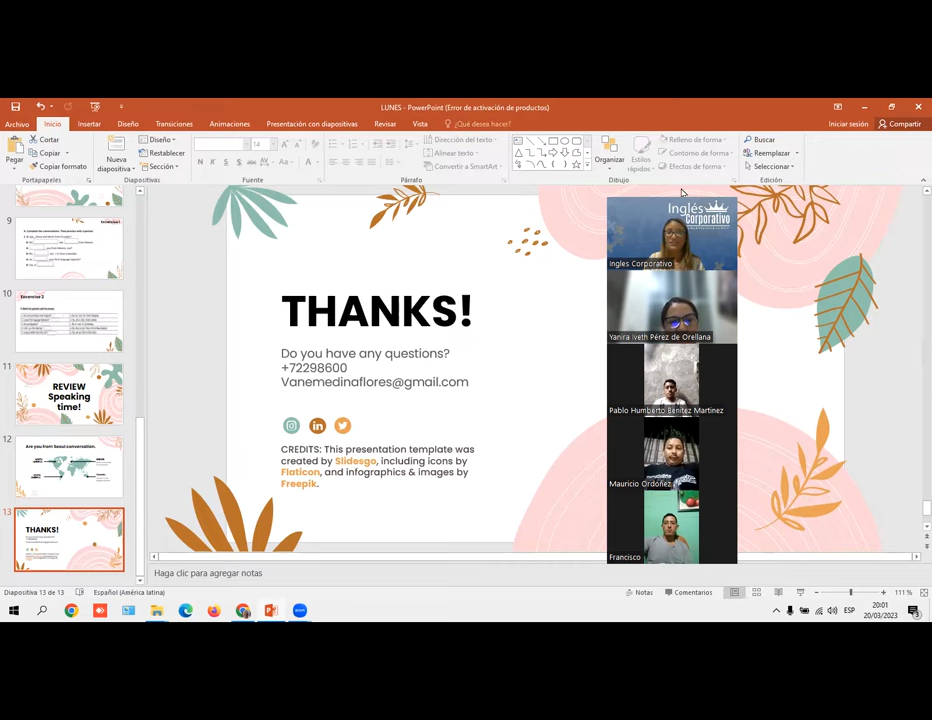 LUNES - PowerPoint (Error de activación de productos)
Archivo Inicio Insertar Diseño Transiciones Animaciones Presentación con diapositivas Revisar Vista ¿Qué desea hacer? Iniciar sesión Compartir
Pegar
Cortar
Copiar
Copiar formato
Portapapeles
Nueva diapositiva
Diseño
Restablecer
Sección
Diapositivas
14
N K S
Aa
Fuente
Párrafo
Dirección del texto
Alinear texto
Convertir a SmartArt
Organizar
Estilos rápidos
Relleno de forma
Contorno de forma
Efectos de forma
Dibujo
Buscar
Reemplazar
Seleccionar
Edición
9
10
Excercise 2
11
REVIEW
Speaking
time!
12
Are you from Seoul conversation.
13
THANKS!
THANKS!
Do you have any questions?
+72298600
Vanemedinaflores@gmail.com
CREDITS: This presentation template was
created by Slidesgo, including icons by
Flaticon, and infographics & images by
Freepik.
Inglés
Corporativo
Ingles Corporativo
Yanira Iveth Pérez de Orellana
Pablo Humberto Benitez Martinez
Mauricio Ordóñez
Francisco
Haga clic para agregar notas
Diapositiva 13 de 13 Español (América latina) Notas Comentarios 111 %
ESP
20:01
20/03/2023
3